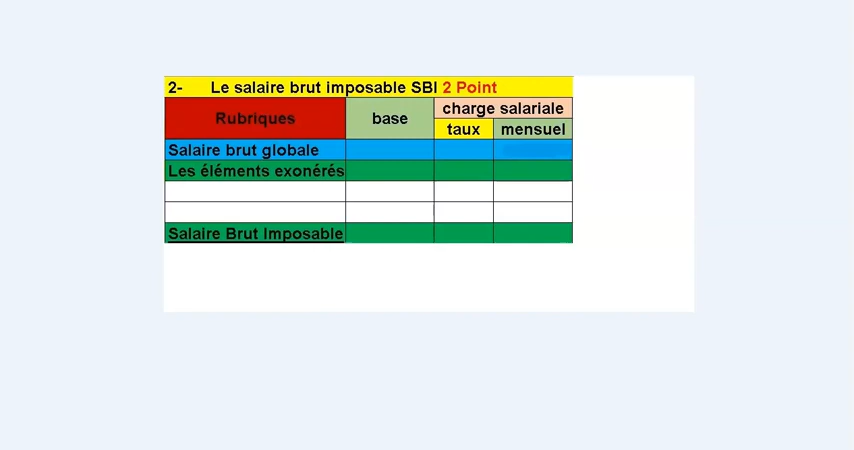 2- Le salaire brut imposable SBI 2 Point
Rubriques base charge salariale
taux mensuel
Salaire brut globale
Les éléments exonérés
Salaire Brut Imposable